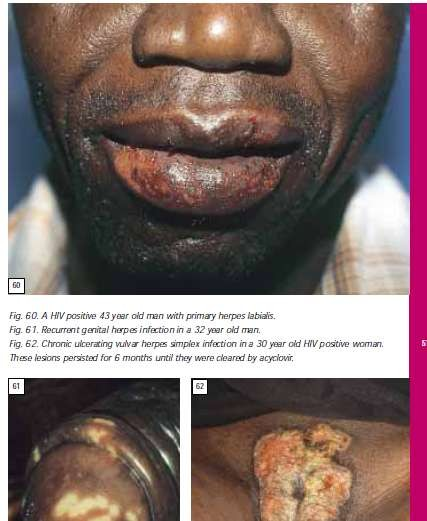 60
Fig. 60. A HIV positive 43 year old man with primary herpes labialis.
Fig. 61. Recurrent genital herpes infection in a 32 year old man.
Fig. 62. Chronic ulcerating vulvar herpes simplex infection in a 30 year old HIV positive woman.
These lesions persisted for 6 months until they were cleared by acyclovir.
61
62